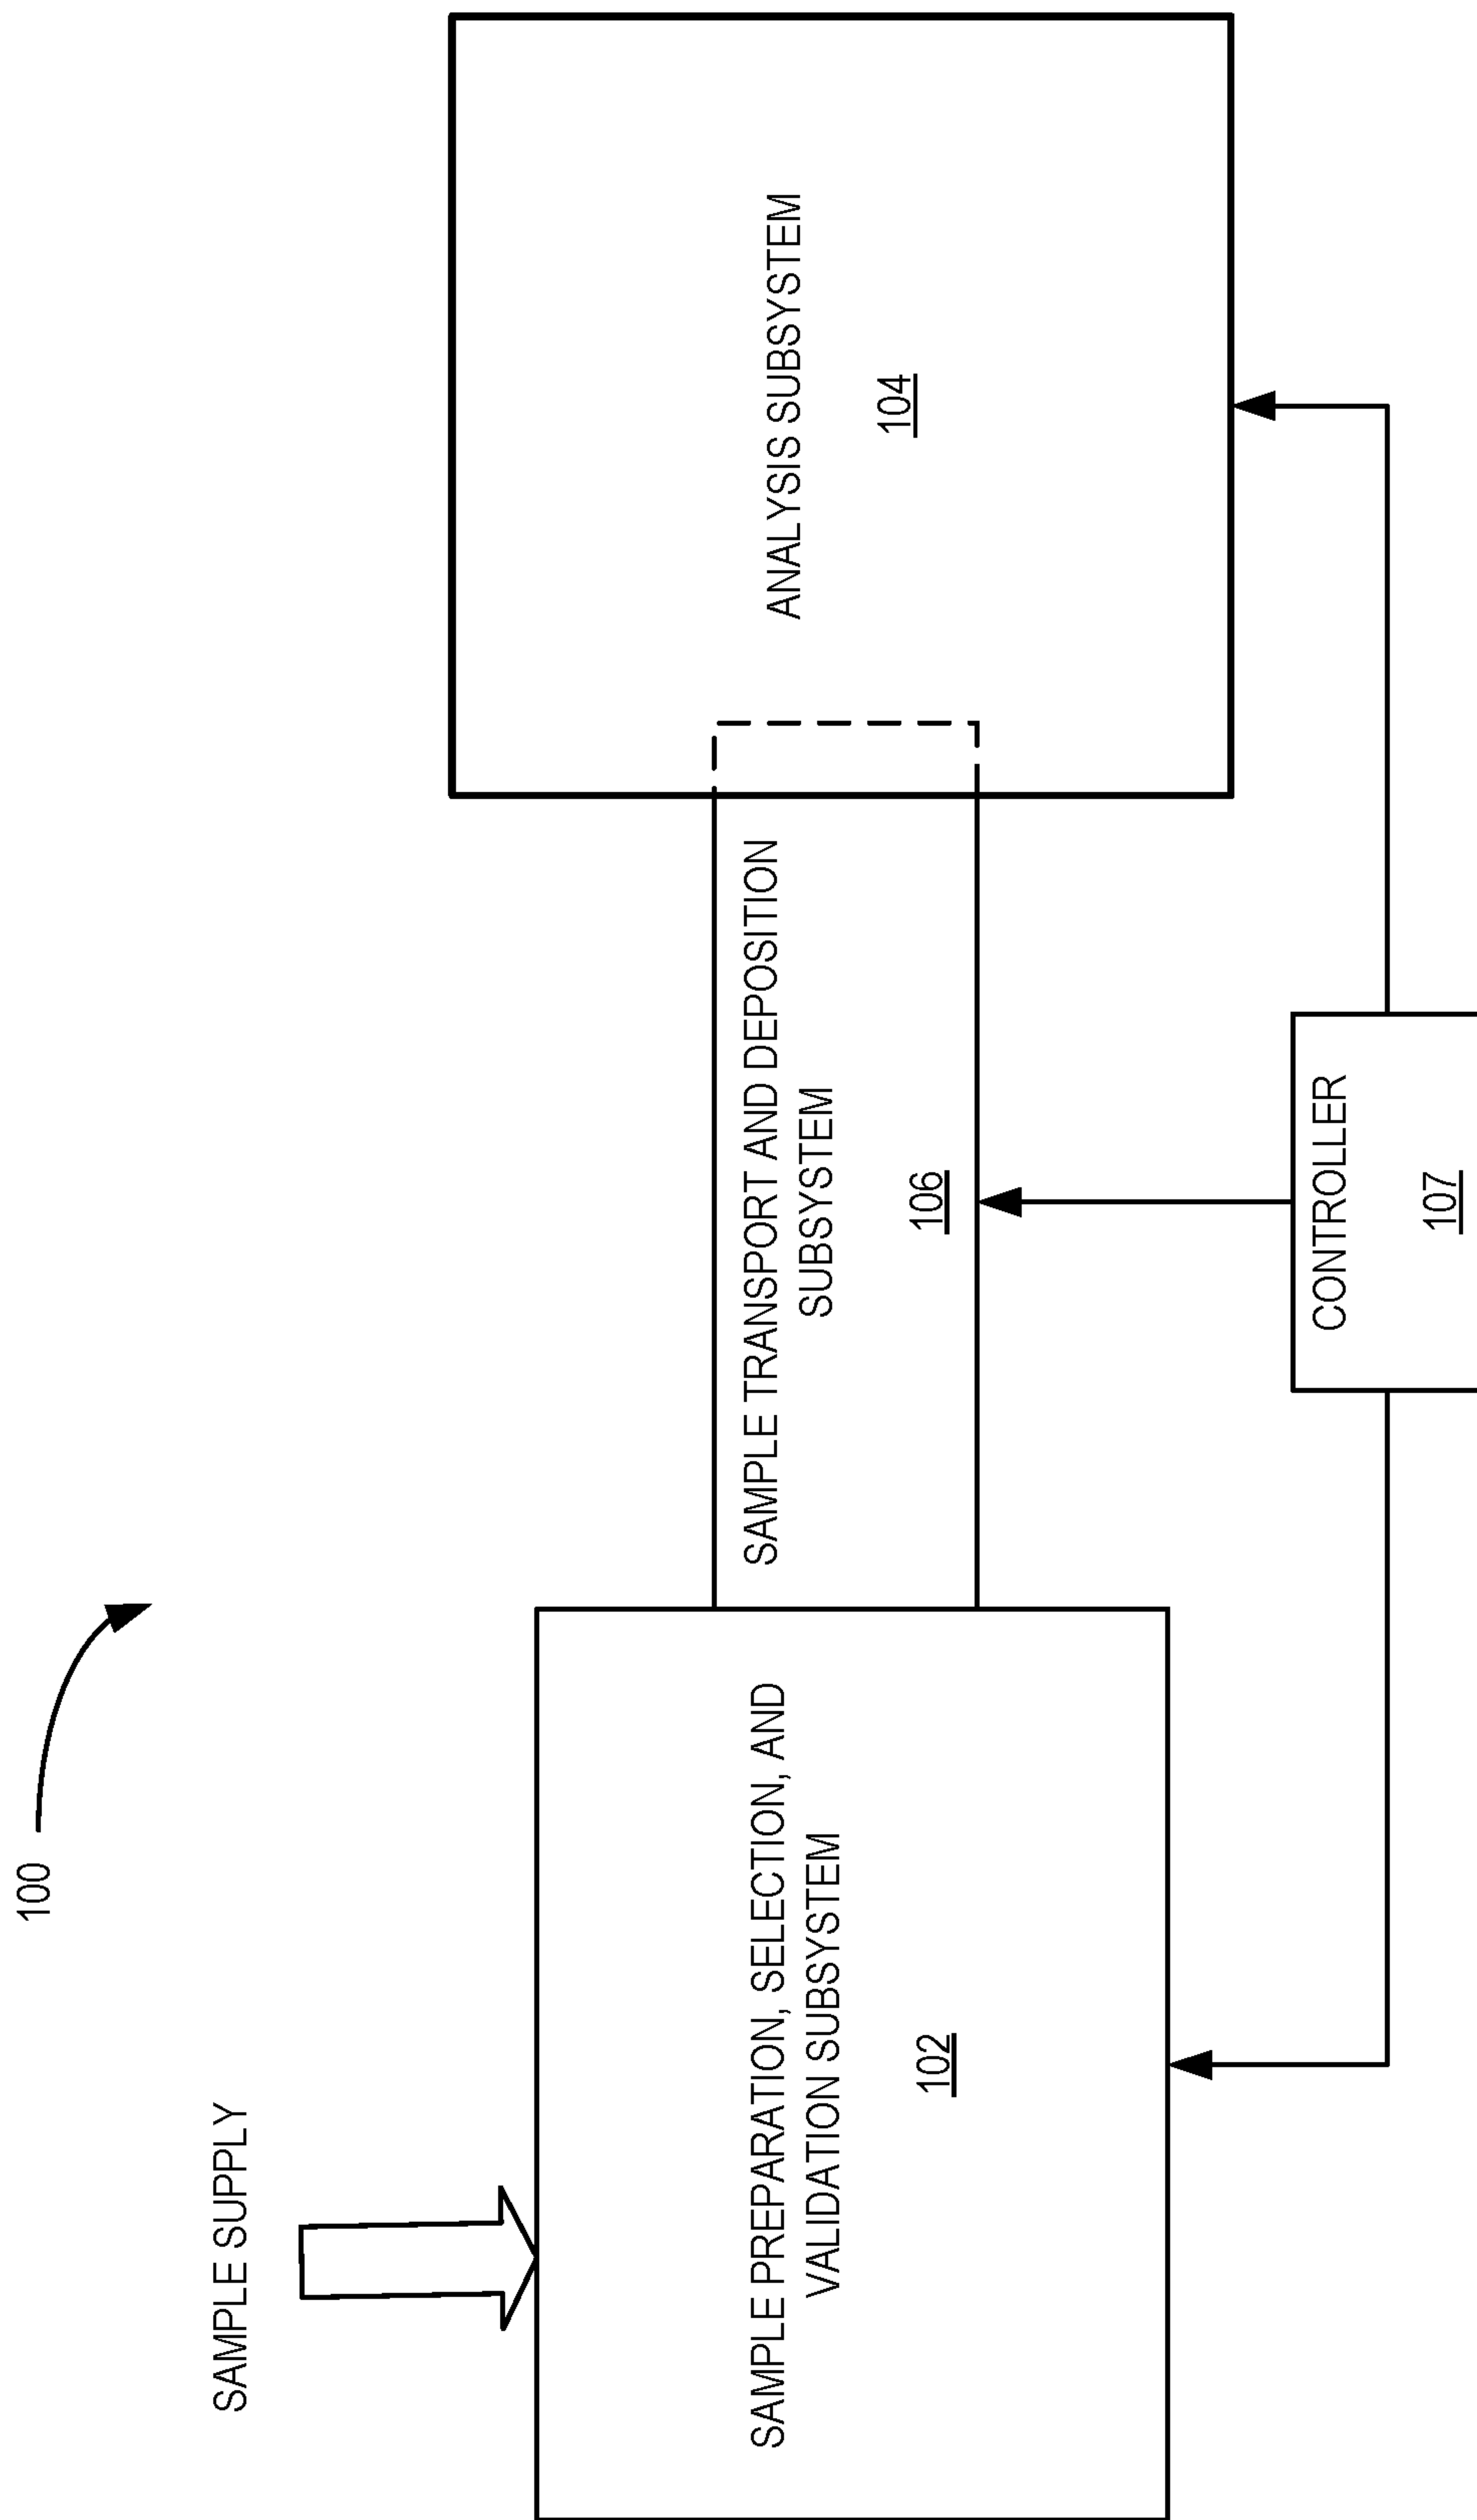 100
SAMPLE SUPPLY
SAMPLE PREPARATION, SELECTION, AND
VALIDATION SUBSYSTEM
102
SAMPLE TRANSPORT AND DEPOSITION
SUBSYSTEM
106
ANALYSIS SUBSYSTEM
104
CONTROLLER
107